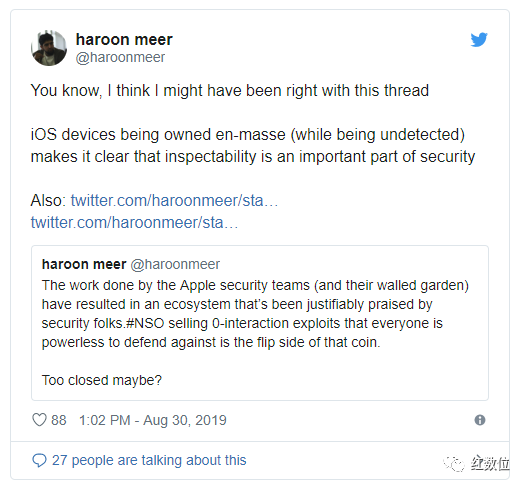 haroon meer
@haroonmeer
You know, I think I might have been right with this thread
iOS devices being owned en-masse (while being undetected)
makes it clear that inspectability is an important part of security
Also: twitter.com/haroonmeer/sta…
twitter.com/haroonmeer/sta…
haroon meer @haroonmeer
The work done by the Apple security teams (and their walled garden)
have resulted in an ecosystem that's been justifiably praised by
security folks.#NSO selling 0-interaction exploits that everyone is
powerless to defend against is the flip side of that coin.
Too closed maybe?
88 1:02 PM - Aug 30, 2019
27 people are talking about this
红数位